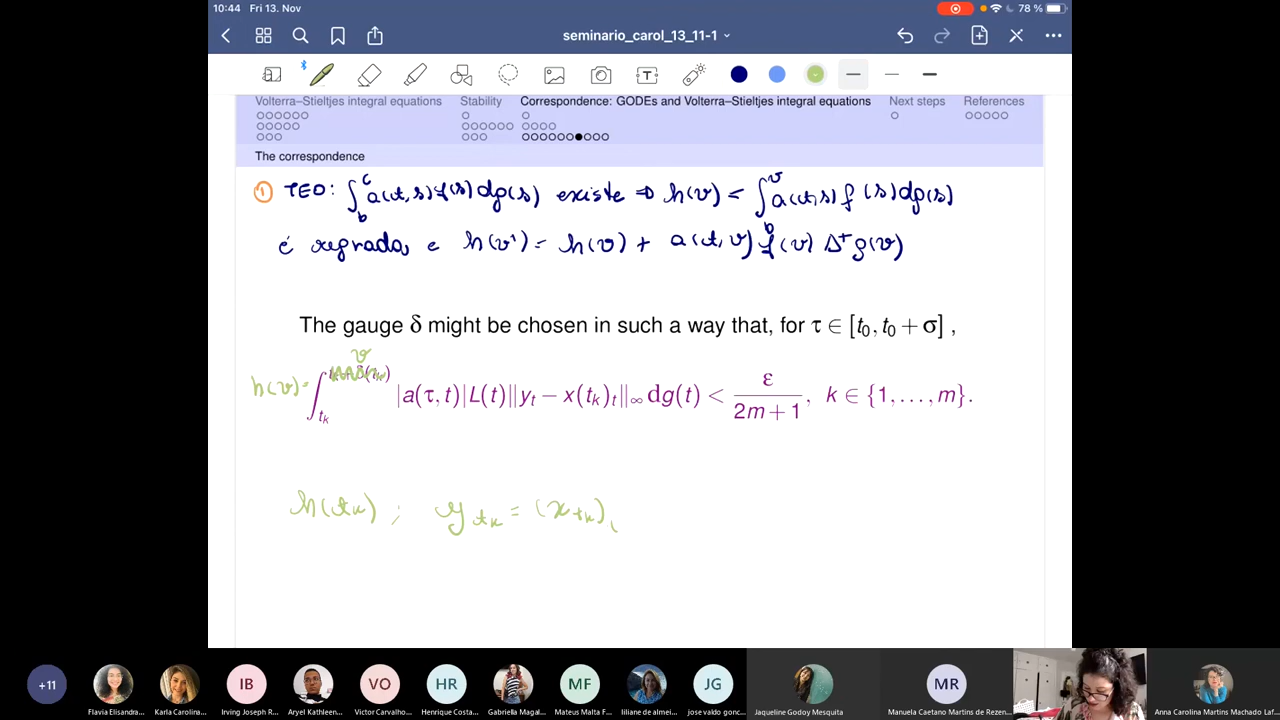 10:44 Fri 13. Nov
78 %
seminario_carol_13_11-1
Volterra–Stieltjes integral equations Stability Correspondence: GODEs and Volterra–Stieltjes integral equations Next steps References
The correspondence
① TEO: ∫_b^c a(t,s) f(s) dg(s) existe ⇒ h(v) = ∫_b^v a(t,s) f(s) dg(s)
é regrada e h(v⁺) = h(v) + a(t,v) f(v) Δ⁺g(v)
The gauge δ might be chosen in such a way that, for τ ∈ [t₀, t₀ + σ] ,
h(v) = ∫_{t_k}^v |a(τ, t)|L(t)‖y_t − x(t_k)_t‖_∞ dg(t) < ε/(2m + 1), k ∈ {1, . . . , m}.
h(t_k) ; y_{t_k} = (x_{t_k})
+11
Flavia Elisandra...
Karla Carolina...
IB
Irving Joseph R...
Aryel Kathleen...
VO
Victor Carvalho...
HR
Henrique Costa...
Gabriella Magal...
MF
Mateus Malta F...
liliane de almei...
JG
jose valdo gonc...
Jaqueline Godoy Mesquita
MR
Manuela Caetano Martins de Rezen...
Anna Carolina Martins Machado Laf...